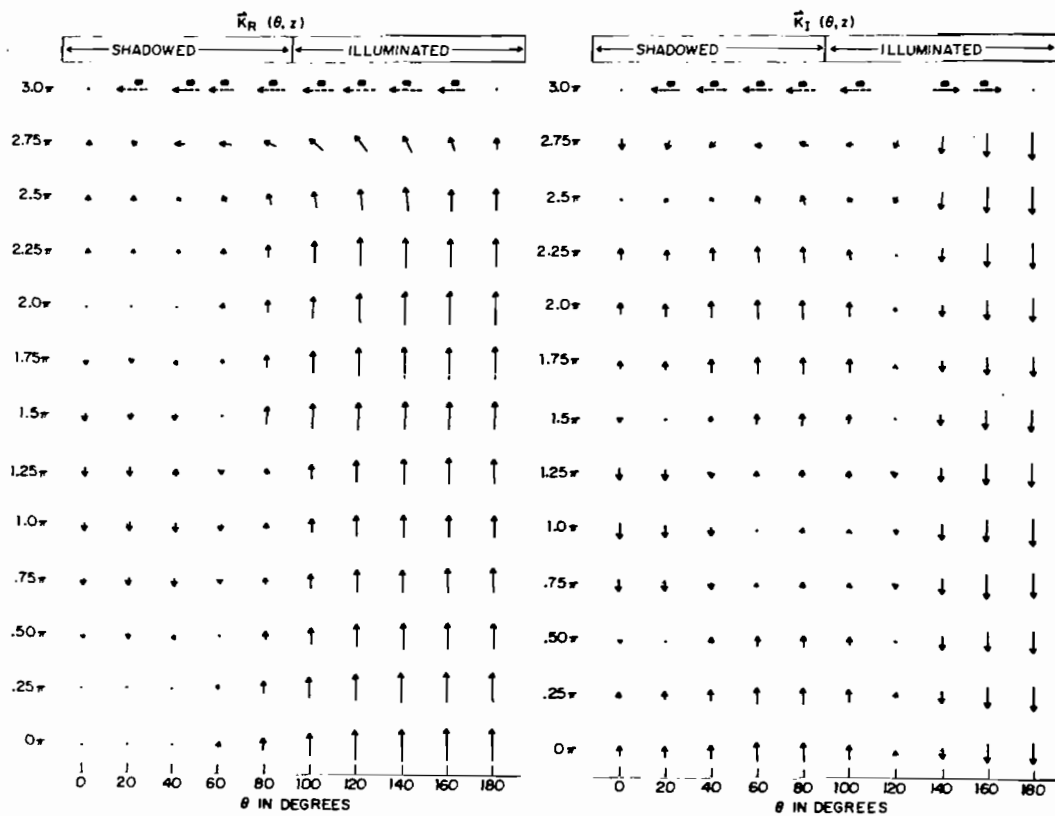 K⃗_R (θ, z)
SHADOWED
ILLUMINATED
3.0π
∞ ∞ ∞ ∞ ∞ ∞ ∞ ∞
2.75π
2.5π
2.25π
2.0π
1.75π
1.5π
1.25π
1.0π
.75π
.50π
.25π
0π
0 20 40 60 80 100 120 140 160 180
θ IN DEGREES
K⃗_I (θ, z)
SHADOWED
ILLUMINATED
3.0π
∞ ∞ ∞ ∞ ∞ ∞ ∞
2.75π
2.5π
2.25π
2.0π
1.75π
1.5π
1.25π
1.0π
.75π
.50π
.25π
0π
0 20 40 60 80 100 120 140 160 180
θ IN DEGREES